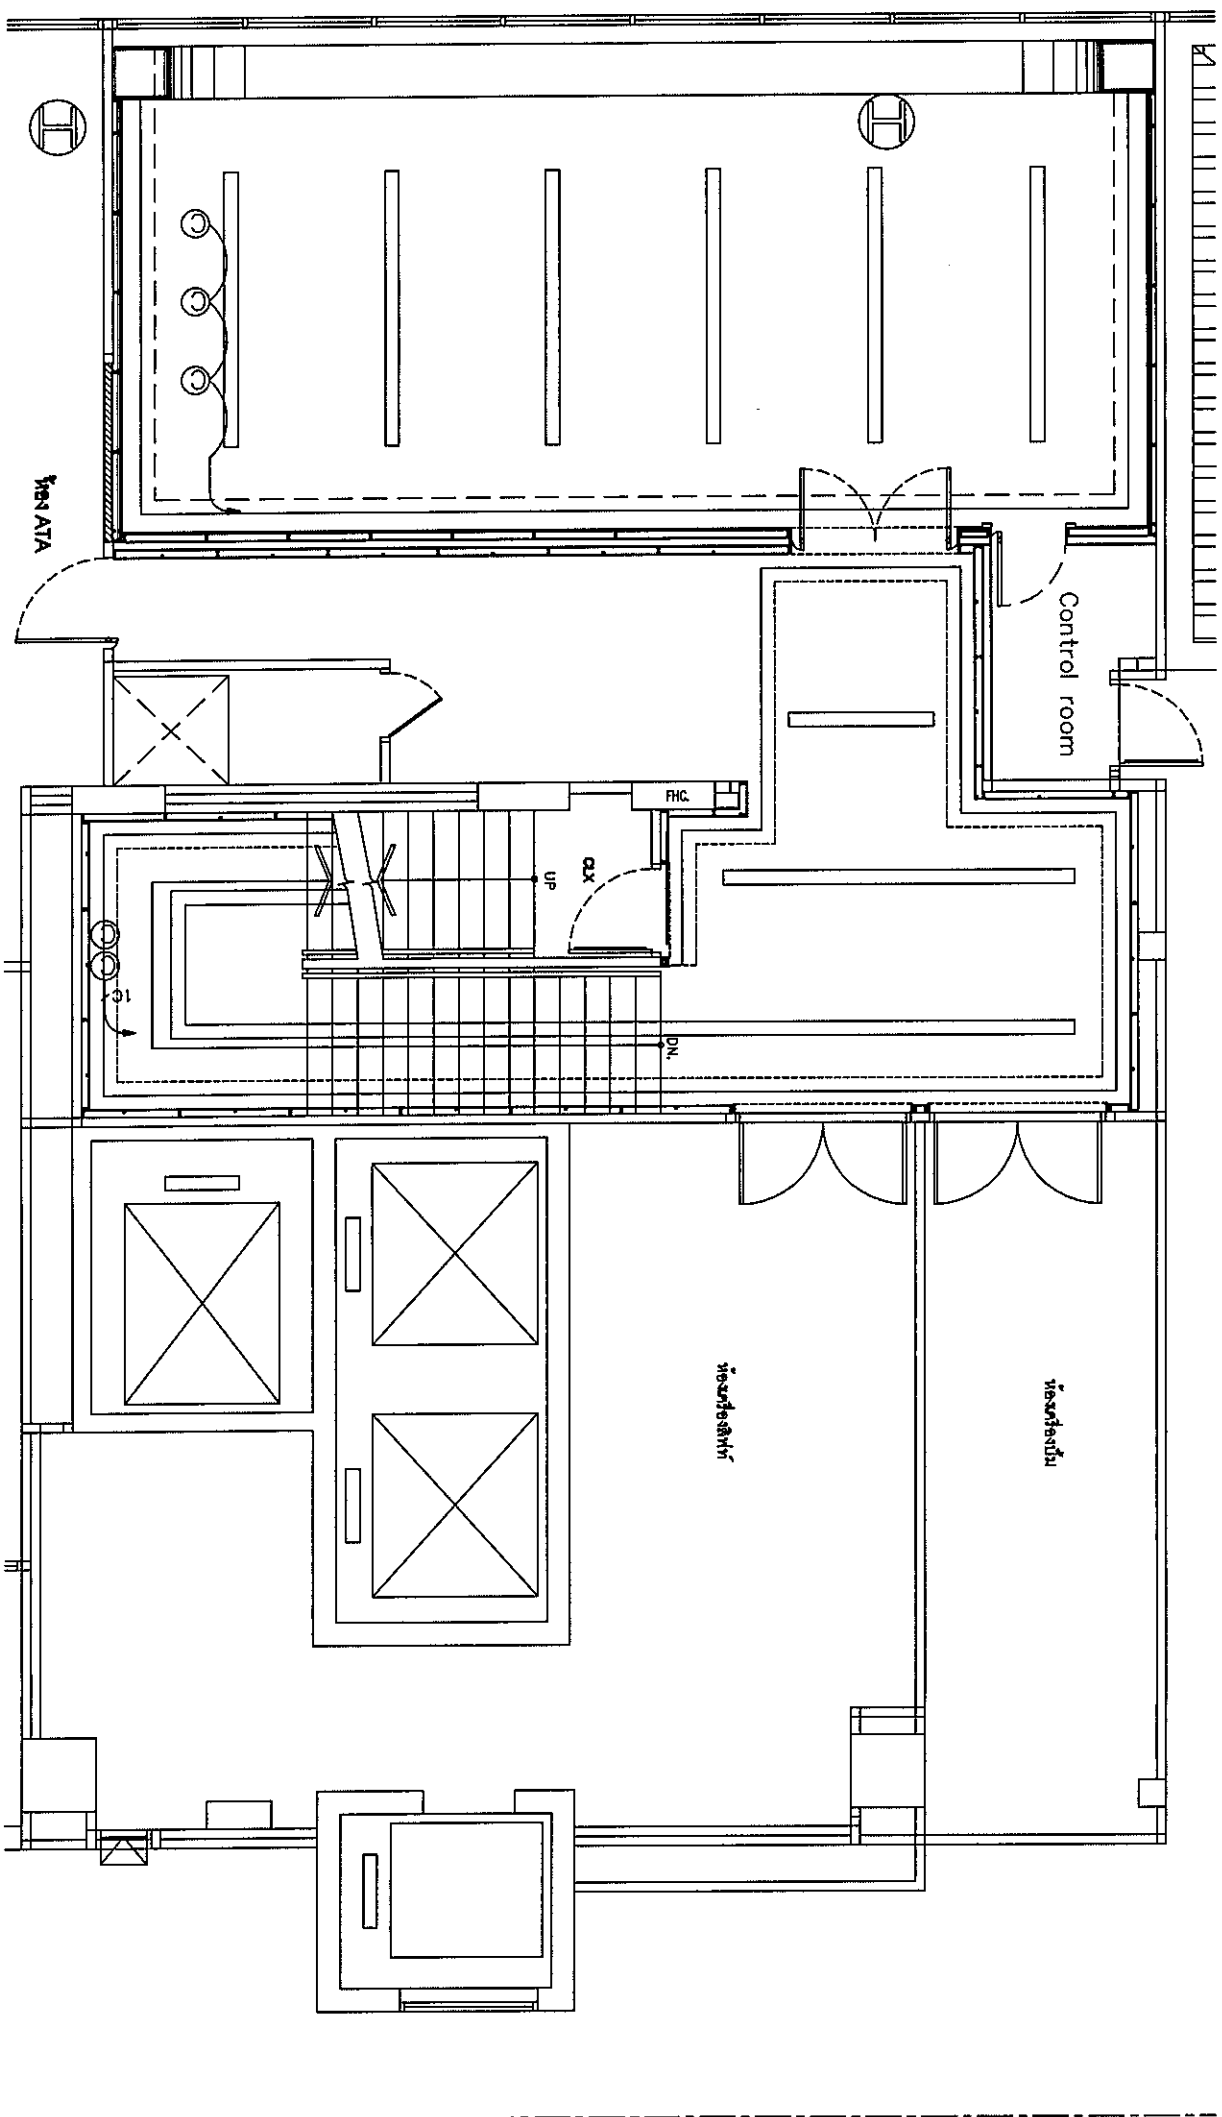 ห้อง ATA
Control room
FHC.
UP
DN.
ห้องเครื่องลิฟท์
ห้องเครื่องปั๊ม